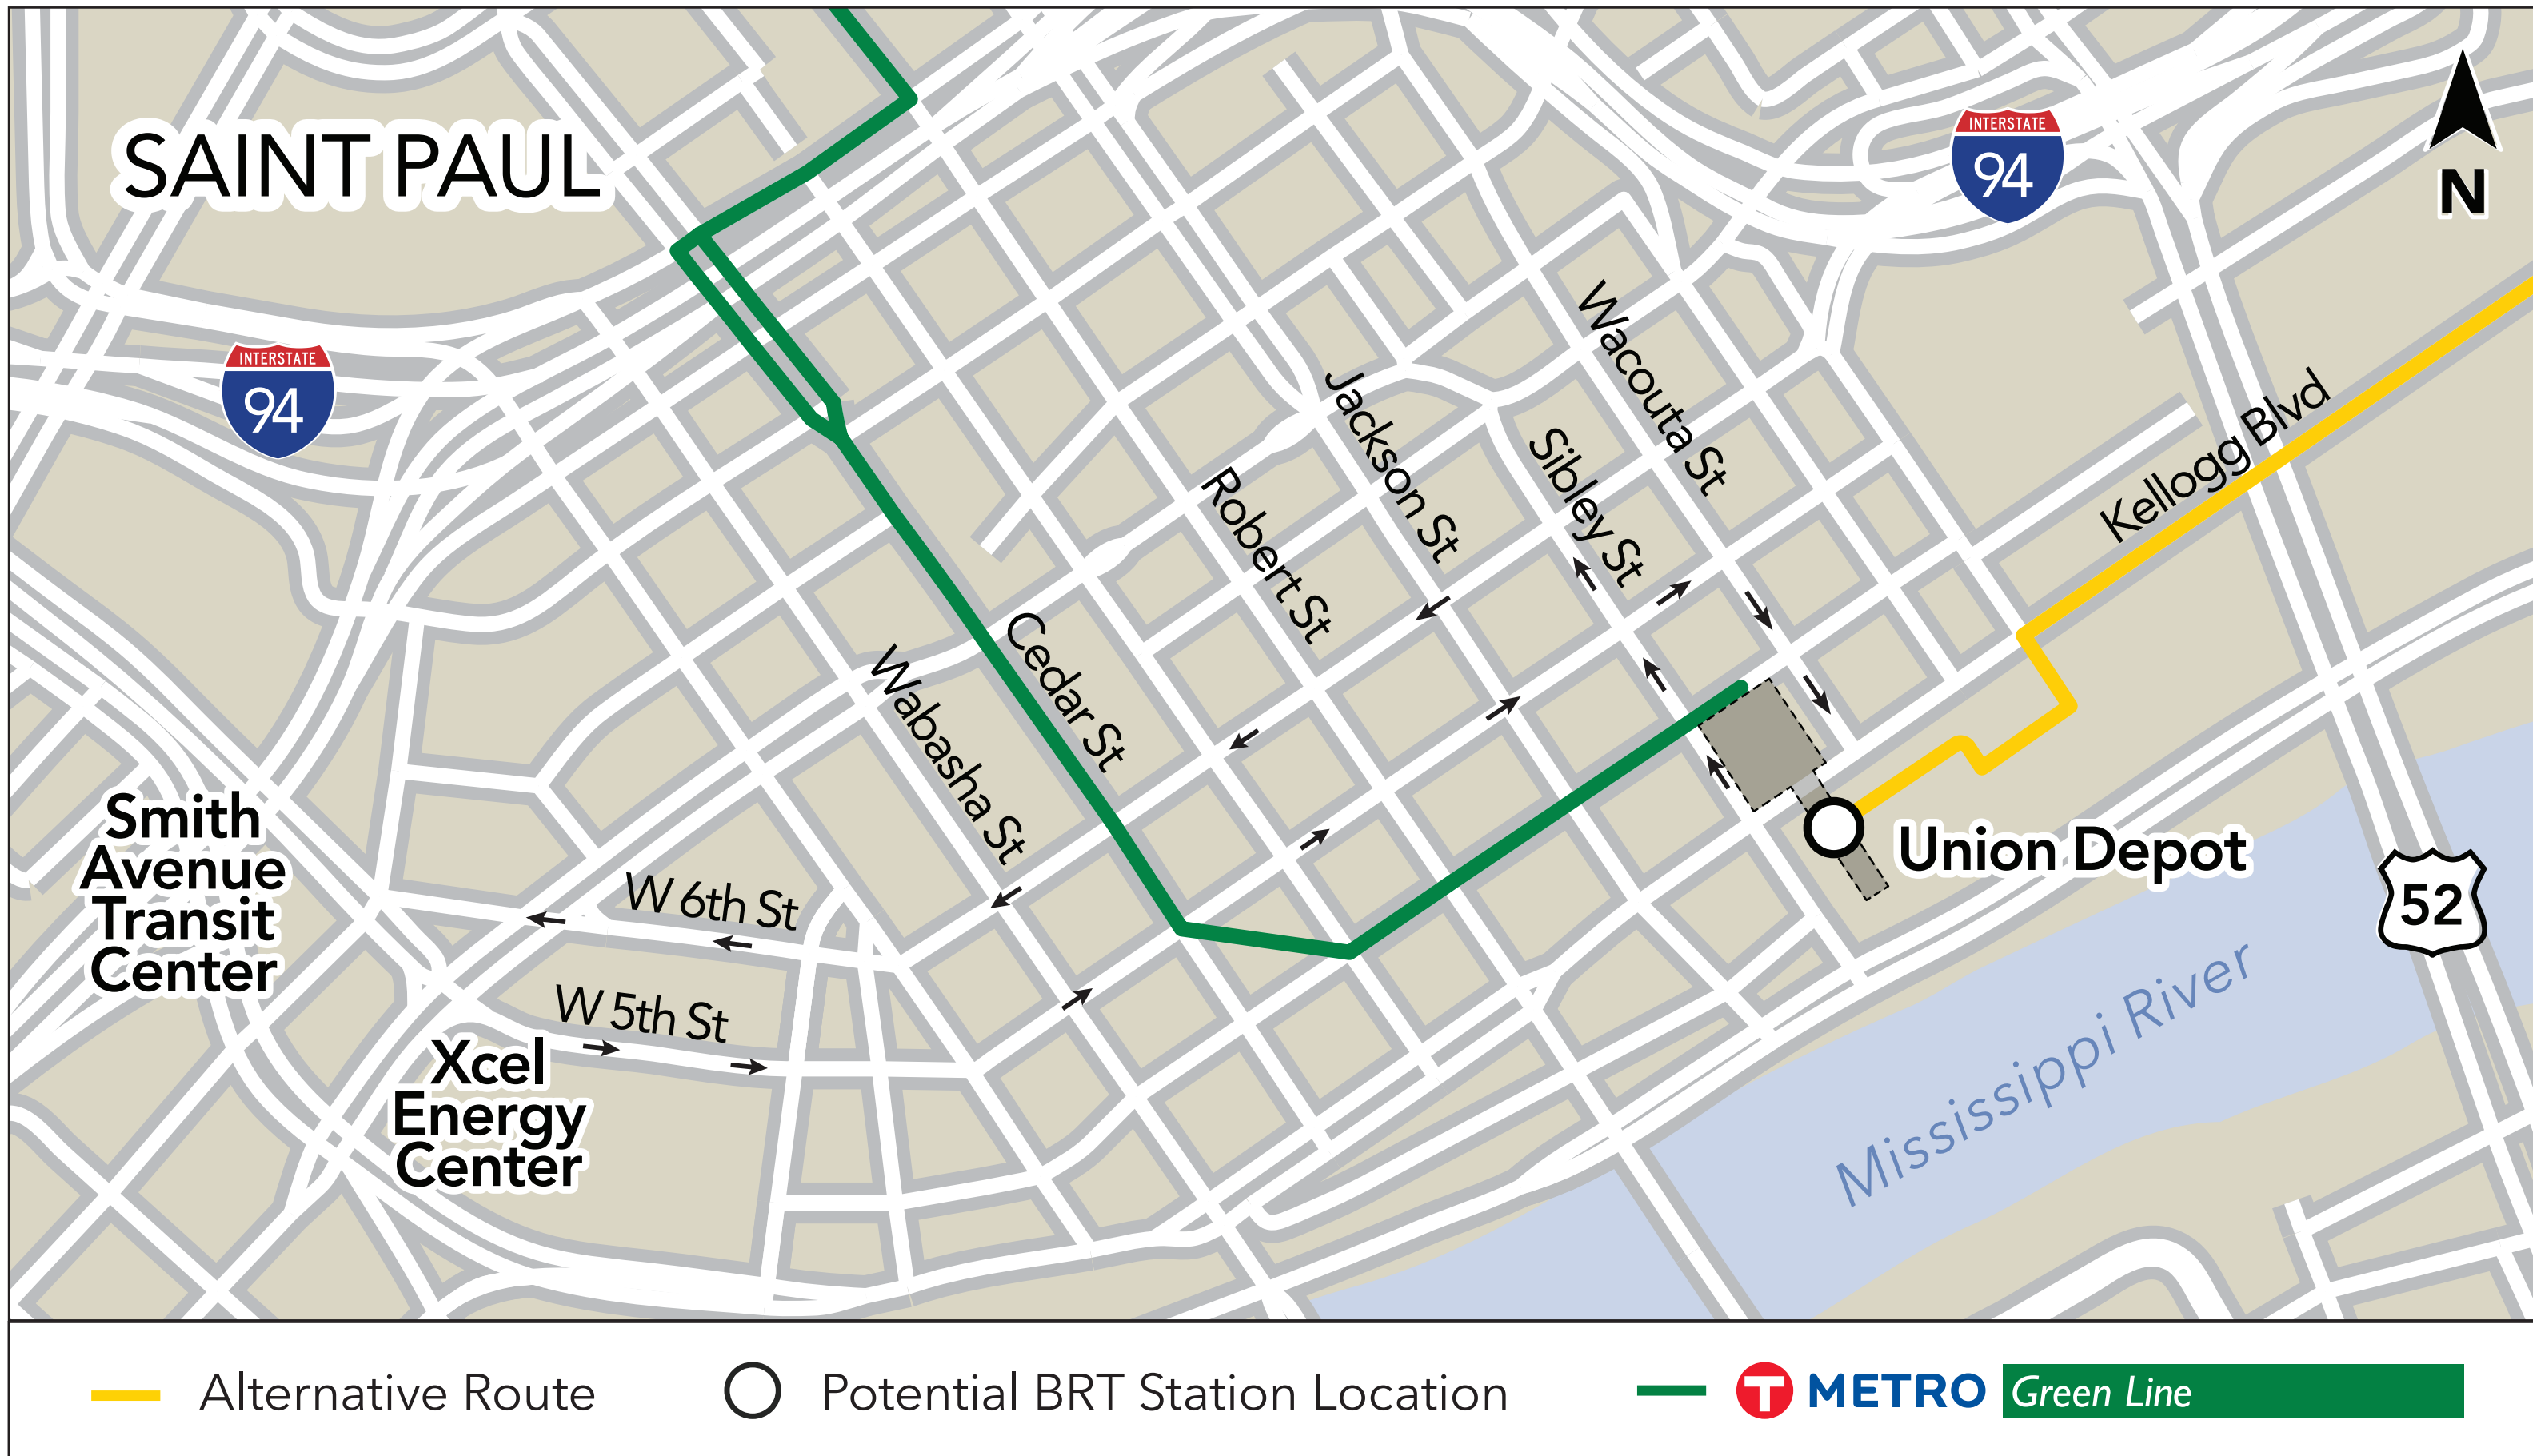 SAINT PAUL
INTERSTATE
94
INTERSTATE
94
N
Wacouta St
Jackson St
Sibley St
Robert St
Kellogg Blvd
Cedar St
Wabasha St
Smith
Avenue
Transit
Center
W 6th St
W 5th St
Xcel
Energy
Center
Union Depot
52
Mississippi River
Alternative Route
Potential BRT Station Location
T METRO Green Line